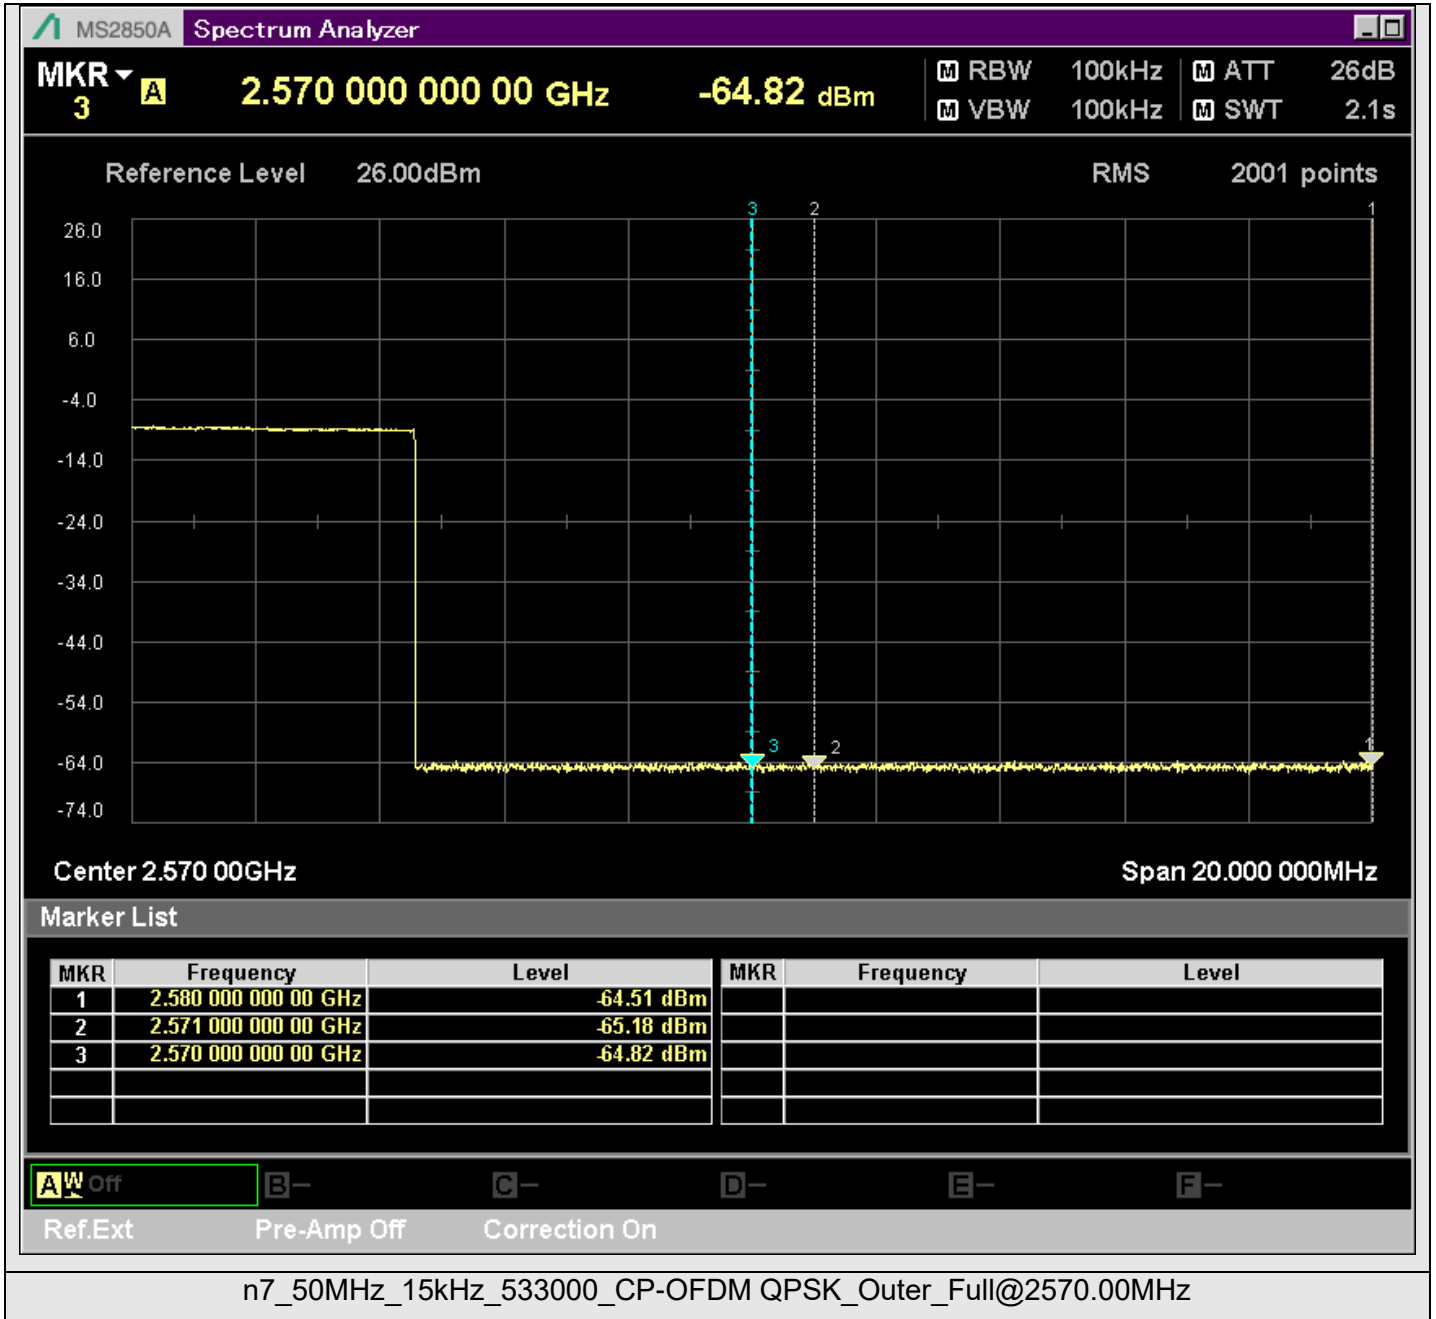 MS2850A Spectrum Analyzer
MKR A 2.570 000 000 00 GHz -64.82 dBm M RBW 100kHz M ATT 26dB
3 M VBW 100kHz M SWT 2.1s
Reference Level 26.00dBm RMS 2001 points
3 2 1
26.0
16.0
6.0
-4.0
-14.0
-24.0
-34.0
-44.0
-54.0
3 2 1
-64.0
-74.0
Center 2.570 00GHz Span 20.000 000MHz
Marker List
MKR Frequency Level MKR Frequency Level
1 2.580 000 000 00 GHz -64.51 dBm
2 2.571 000 000 00 GHz -65.18 dBm
3 2.570 000 000 00 GHz -64.82 dBm
A W Off B – C – D – E – F –
Ref.Ext Pre-Amp Off Correction On
n7_50MHz_15kHz_533000_CP-OFDM QPSK_Outer_Full@2570.00MHz